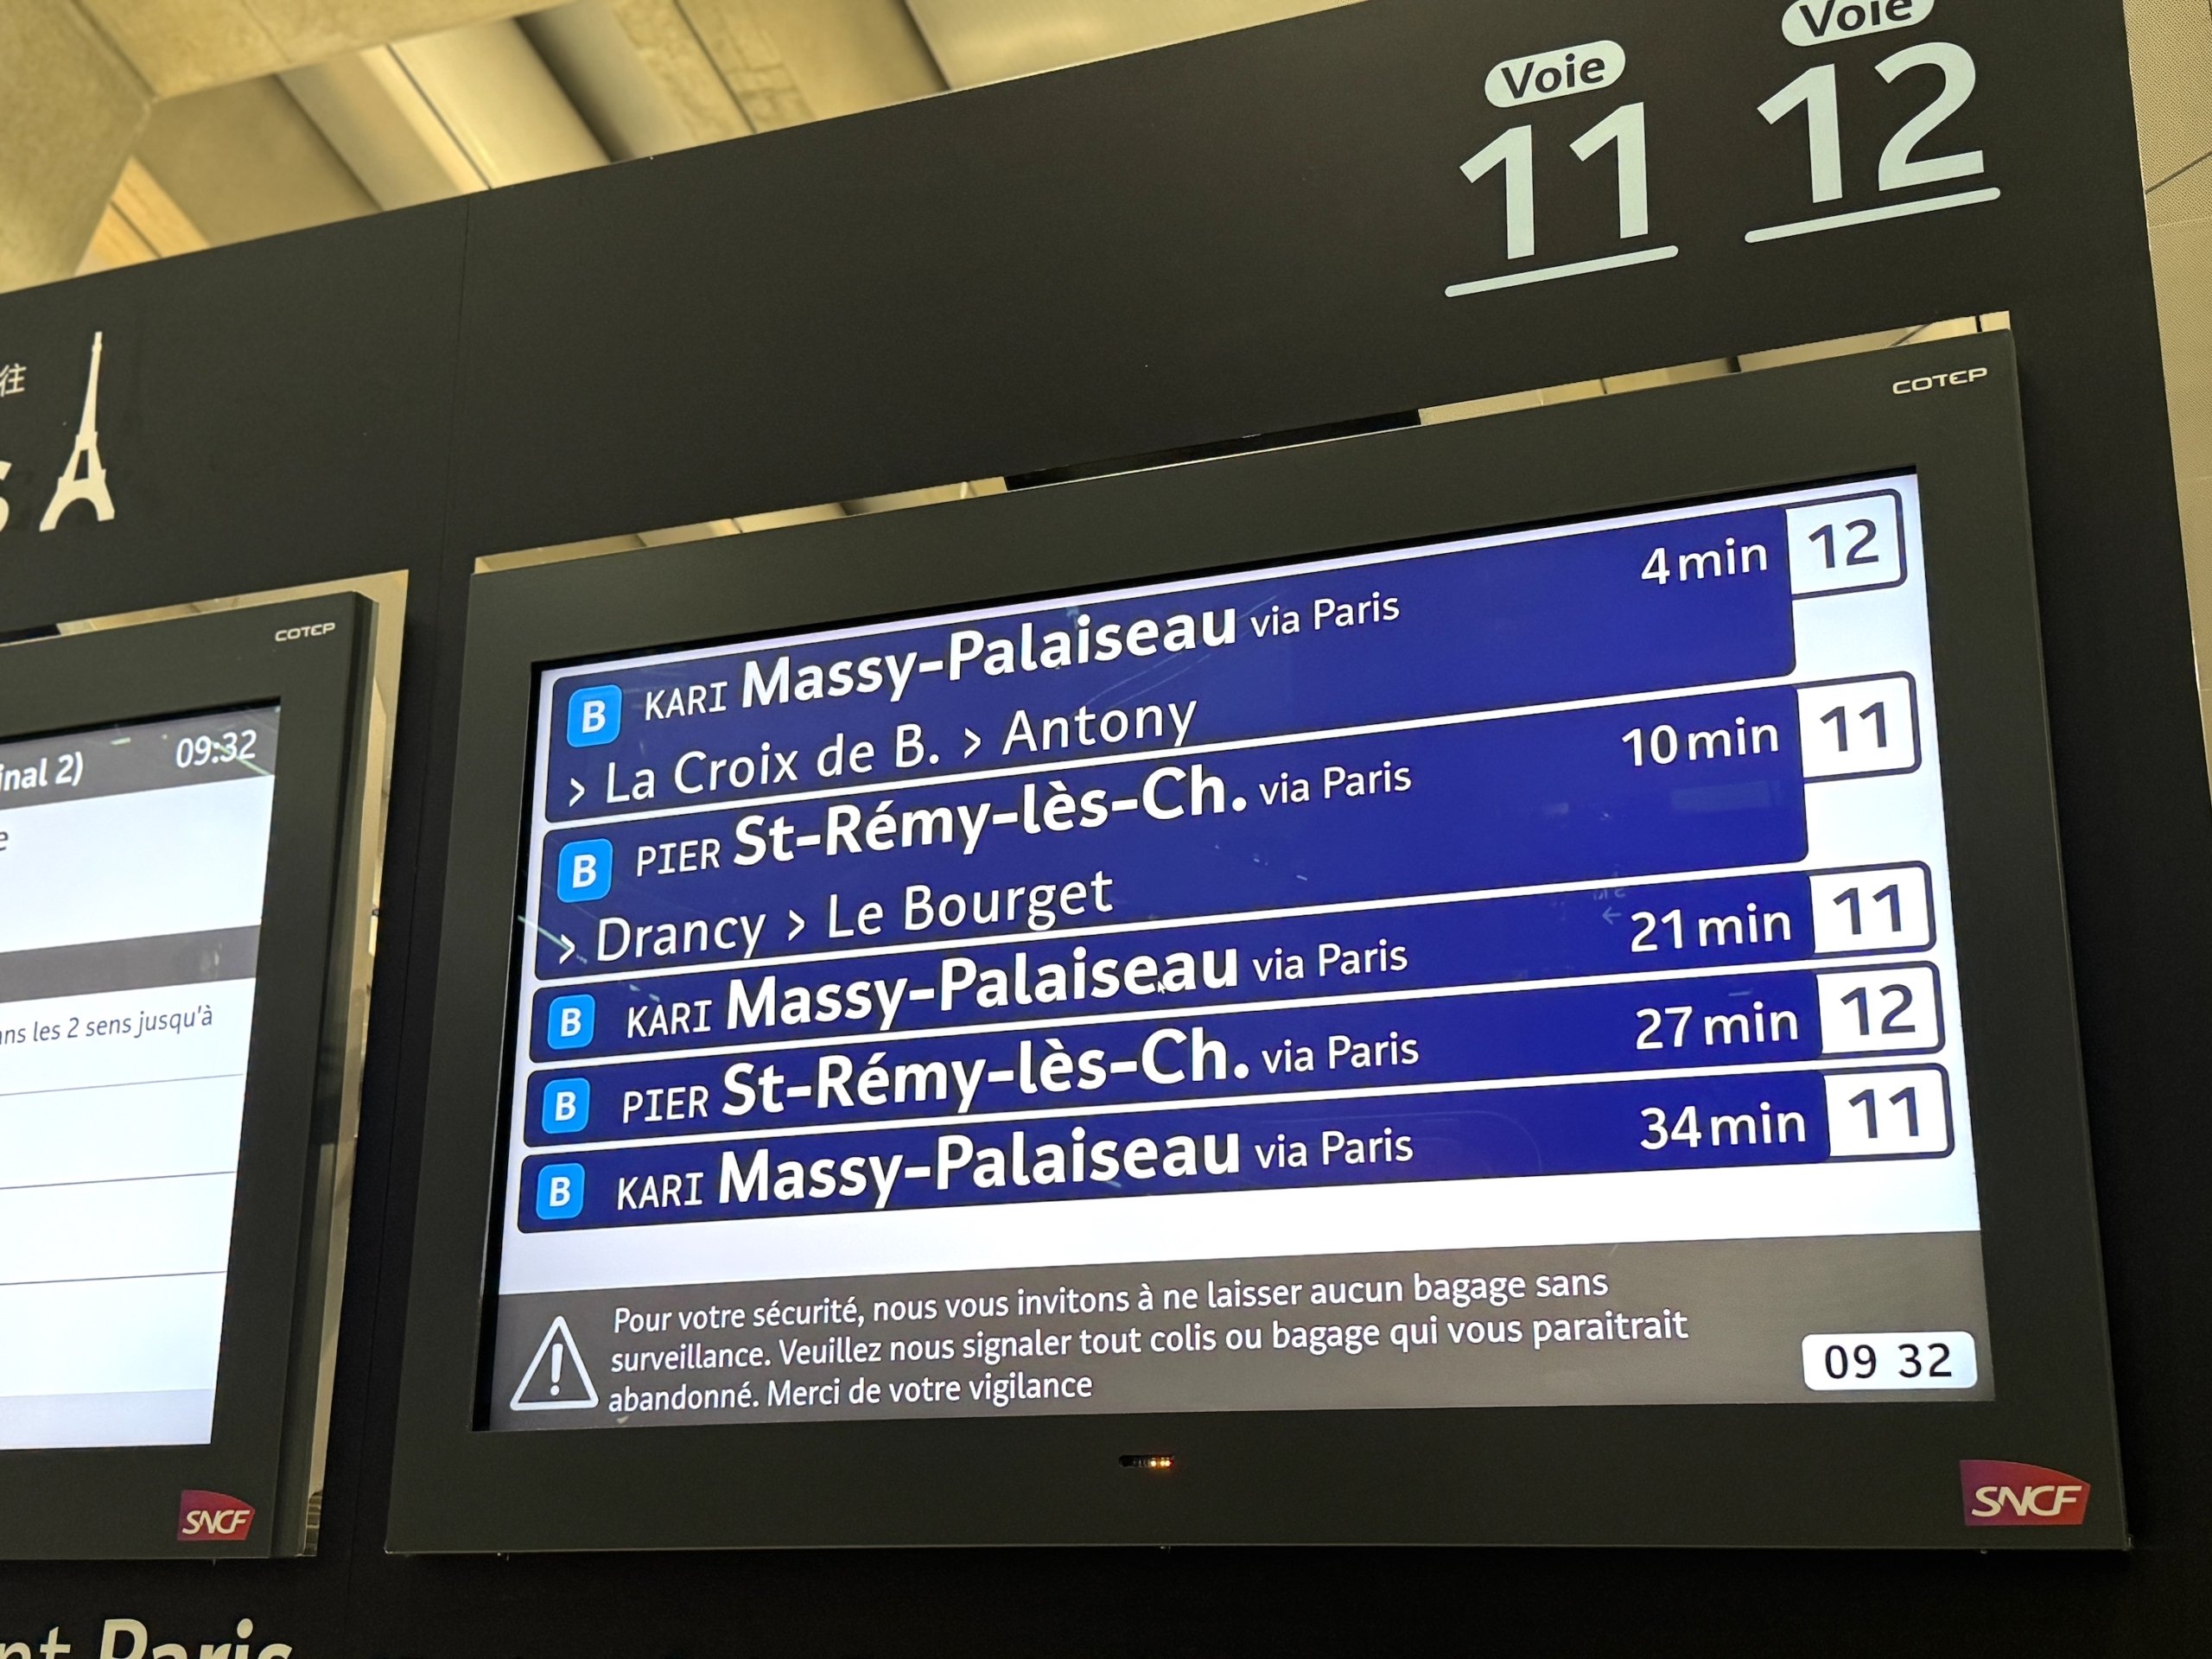 Voie
11
Voie
12
往
COTEP
inal 2) 09:32
ans les 2 sens jusqu'à
SNCF
COTEP
B KARI Massy-Palaiseau via Paris 4 min 12
> La Croix de B. > Antony
B PIER St-Rémy-lès-Ch. via Paris 10 min 11
> Drancy > Le Bourget
B KARI Massy-Palaiseau via Paris 21 min 11
B PIER St-Rémy-lès-Ch. via Paris 27 min 12
B KARI Massy-Palaiseau via Paris 34 min 11
Pour votre sécurité, nous vous invitons à ne laisser aucun bagage sans
surveillance. Veuillez nous signaler tout colis ou bagage qui vous paraitrait
abandonné. Merci de votre vigilance
09 32
SNCF
Paris